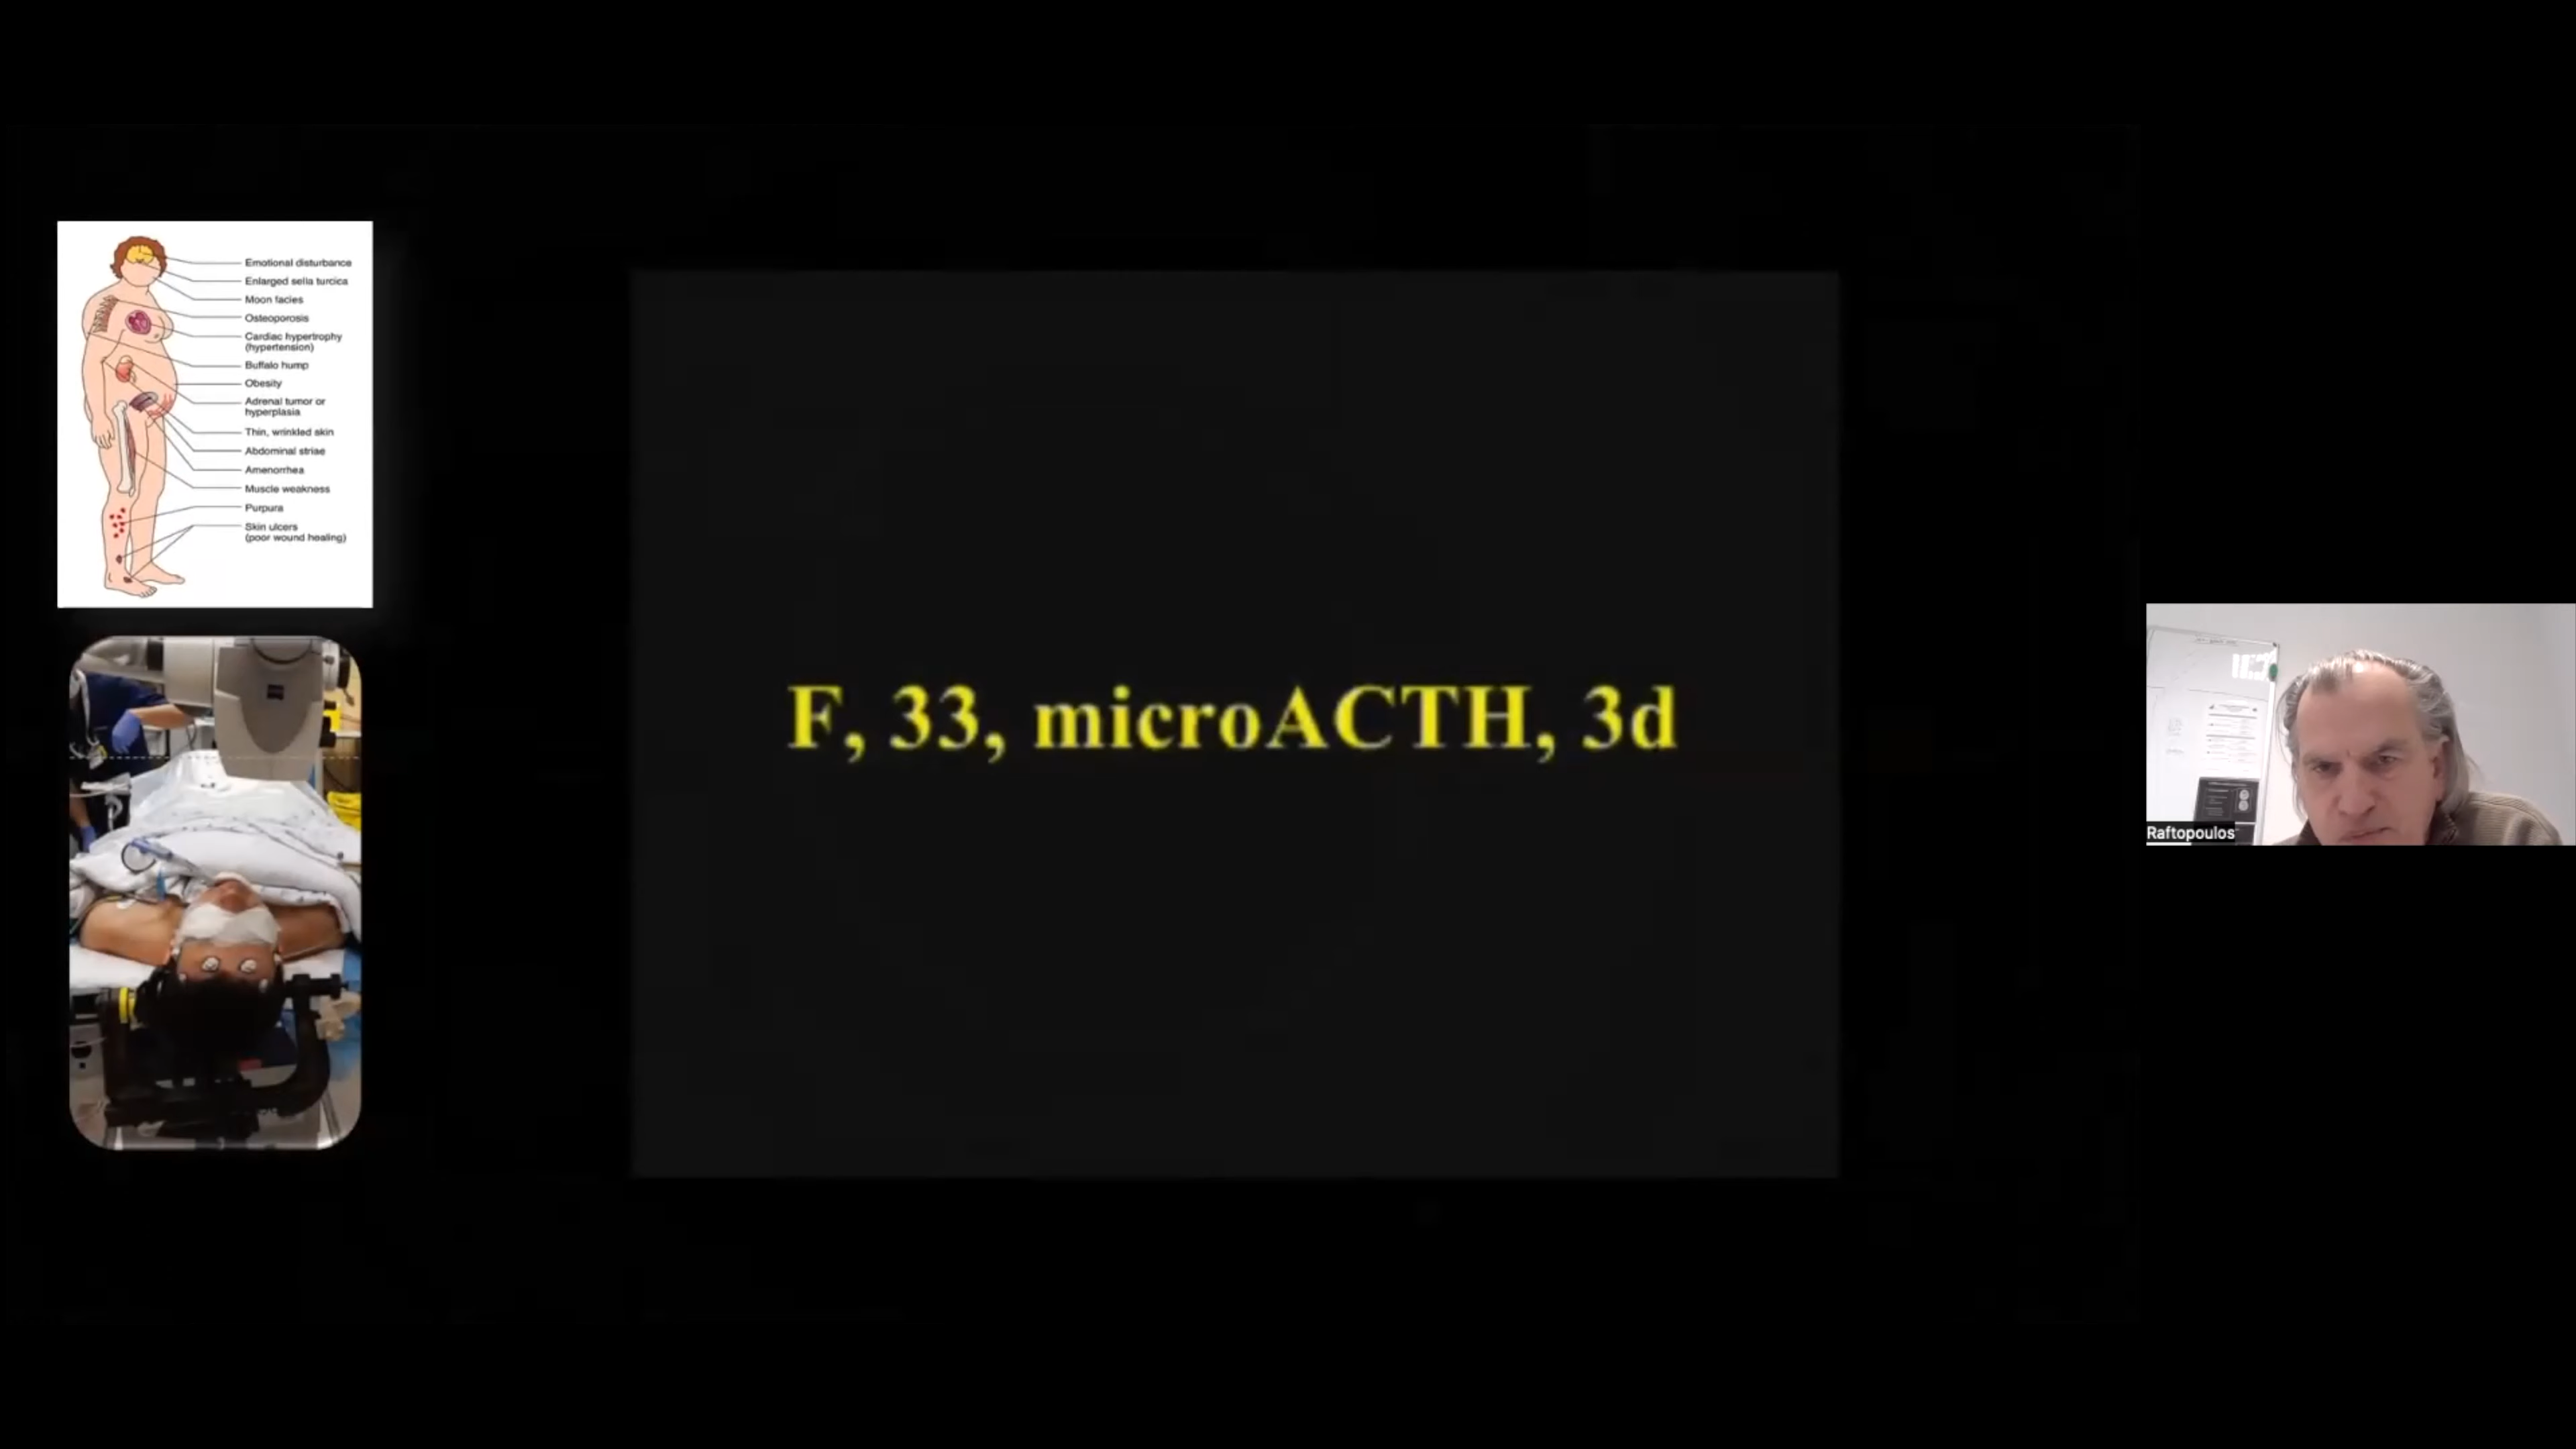 Emotional disturbance
Enlarged sella turcica
Moon facies
Osteoporosis
Cardiac hypertrophy
(hypertension)
Buffalo hump
Obesity
Adrenal tumor or
hyperplasia
Thin, wrinkled skin
Abdominal striae
Amenorrhea
Muscle weakness
Purpura
Skin ulcers
(poor wound healing)
F, 33, microACTH, 3d
Raftopoulos